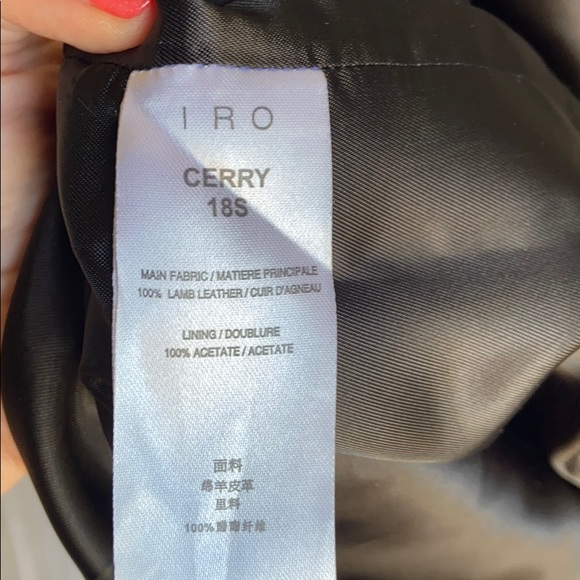 IRO
CERRY
18S
MAIN FABRIC / MATIERE PRINCIPALE
100% LAMB LEATHER / CUIR D'AGNEAU
LINING / DOUBLURE
100% ACETATE / ACETATE
面料
绵羊皮革
里料
100%醋酯纤维